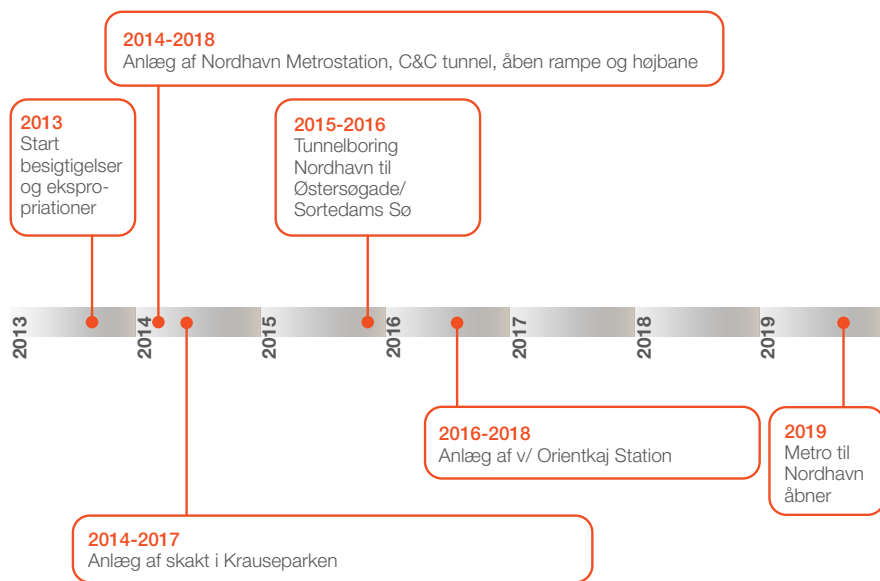 2014-2018
Anlæg af Nordhavn Metrostation, C&C tunnel, åben rampe og højbane
2013
Start
besigtigelser
og ekspro-
priationer
2015-2016
Tunnelboring
Nordhavn til
Østersøgade/
Sortedams Sø
2013
2014
2015
2016
2017
2018
2019
2016-2018
Anlæg af v/ Orientkaj Station
2019
Metro til
Nordhavn
åbner
2014-2017
Anlæg af skakt i Krauseparken